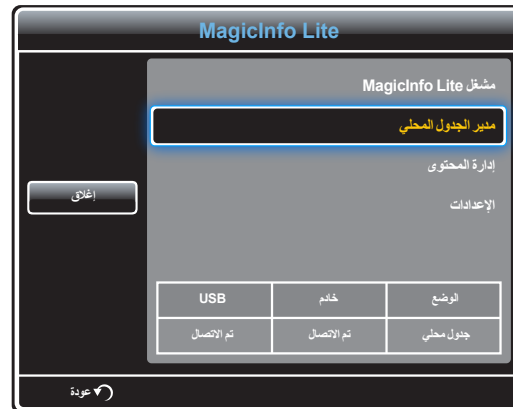 MagicInfo Lite
مشغل MagicInfo Lite
مدير الجدول المحلي
إدارة المحتوى
الإعدادات
إغلاق
الوضع خادم USB
جدول محلي تم الاتصال تم الاتصال
عودة